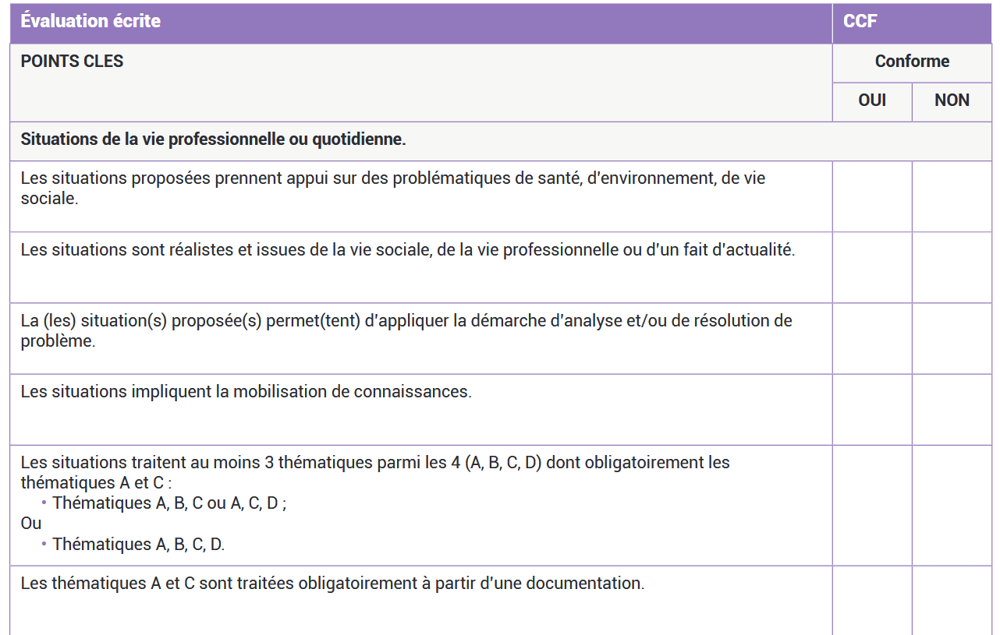 Évaluation écrite
CCF
POINTS CLES
Conforme
OUI
NON
Situations de la vie professionnelle ou quotidienne.
Les situations proposées prennent appui sur des problématiques de santé, d'environnement, de vie
sociale.
Les situations sont réalistes et issues de la vie sociale, de la vie professionnelle ou d'un fait d'actualité.
La (les) situation(s) proposée(s) permet(tent) d'appliquer la démarche d'analyse et/ou de résolution de
problème.
Les situations impliquent la mobilisation de connaissances.
Les situations traitent au moins 3 thématiques parmi les 4 (A, B, C, D) dont obligatoirement les
thématiques A et C :
• Thématiques A, B, C ou A, C, D ;
Ou
• Thématiques A, B, C, D.
Les thématiques A et C sont traitées obligatoirement à partir d'une documentation.